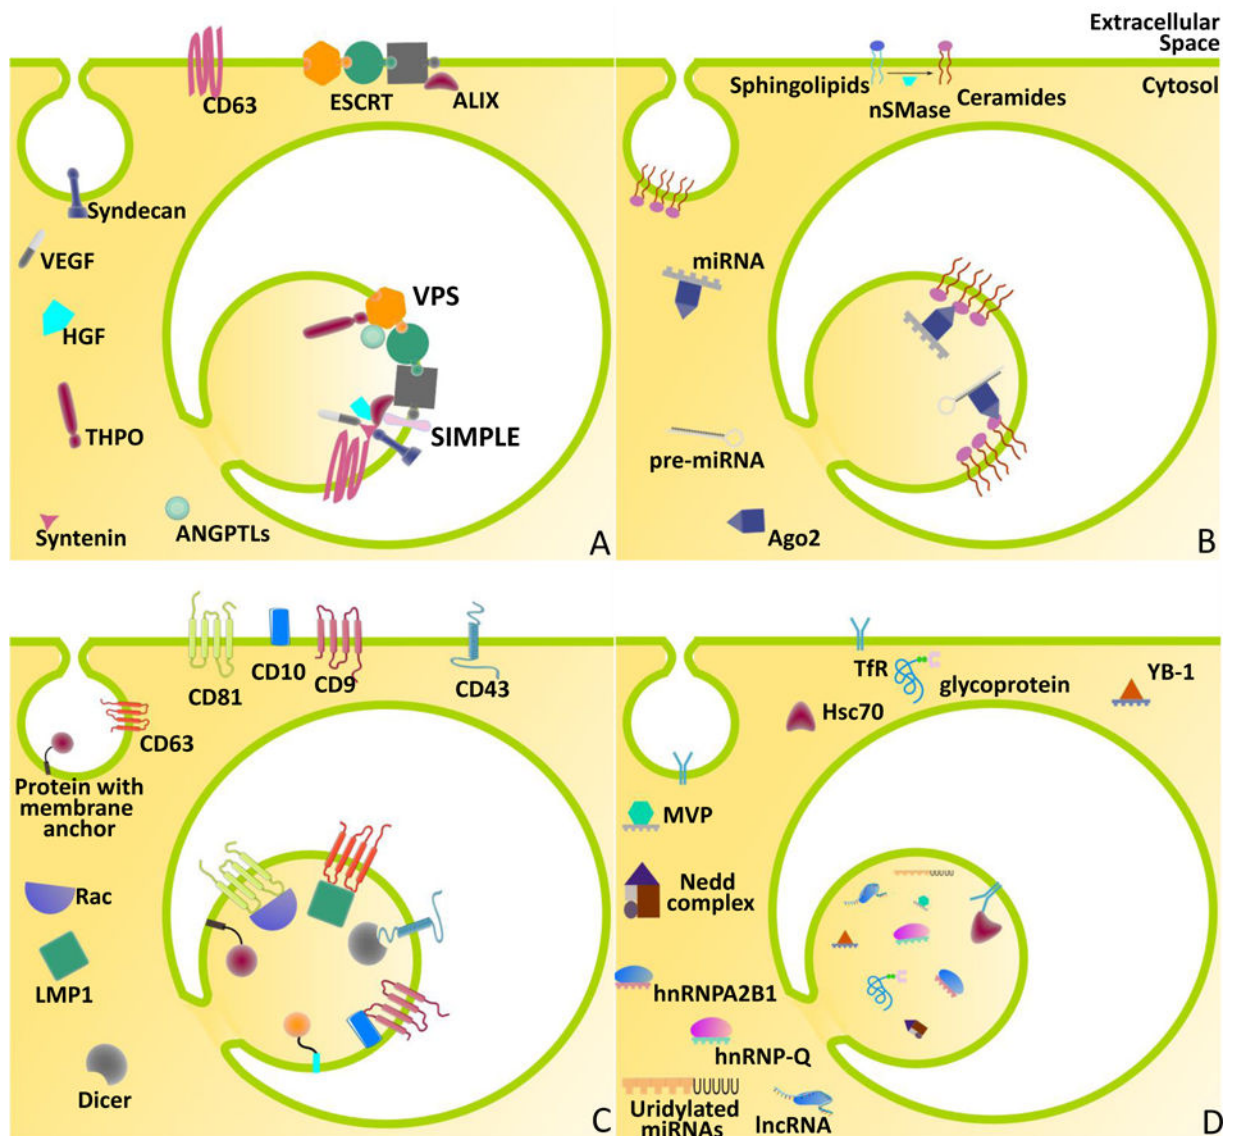 CD63
ESCRT
ALIX
Syndecan
VEGF
HGF
THPO
Syntenin
ANGPTLs
VPS
SIMPLE
A
Extracellular
Space
Cytosol
Sphingolipids
nSMase
Ceramides
miRNA
pre-miRNA
Ago2
B
CD81
CD10
CD9
CD43
CD63
Protein with
membrane
anchor
Rac
LMP1
Dicer
C
TfR
glycoprotein
YB-1
Hsc70
MVP
Nedd
complex
hnRNPA2B1
hnRNP-Q
Uridylated
miRNAs
lncRNA
D